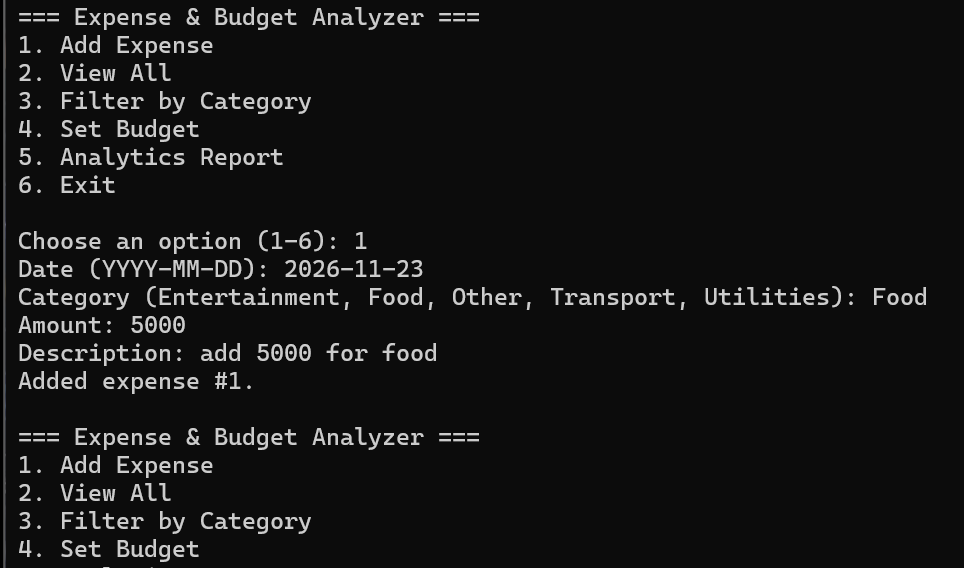 === Expense & Budget Analyzer ===
1. Add Expense
2. View All
3. Filter by Category
4. Set Budget
5. Analytics Report
6. Exit
Choose an option (1-6): 1
Date (YYYY-MM-DD): 2026-11-23
Category (Entertainment, Food, Other, Transport, Utilities): Food
Amount: 5000
Description: add 5000 for food
Added expense #1.
=== Expense & Budget Analyzer ===
1. Add Expense
2. View All
3. Filter by Category
4. Set Budget